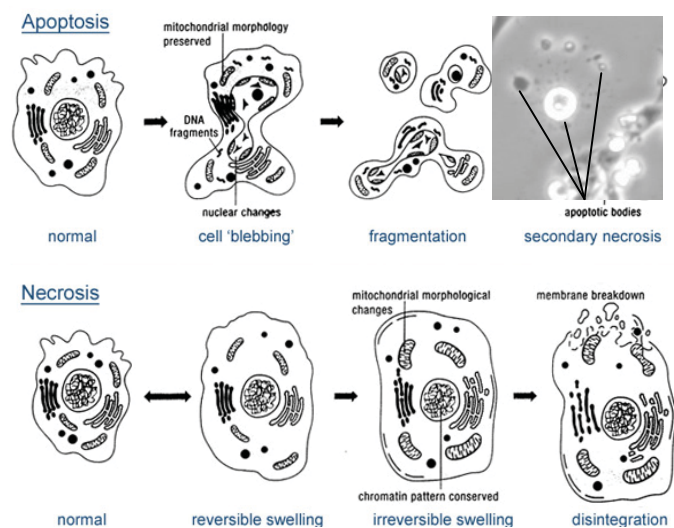 Apoptosis
mitochondrial morphology
preserved
DNA
fragments
nuclear changes
apoptotic bodies
normal
cell 'blebbing'
fragmentation
secondary necrosis
Necrosis
mitochondrial morphological
changes
membrane breakdown
chromatin pattern conserved
normal
reversible swelling
irreversible swelling
disintegration